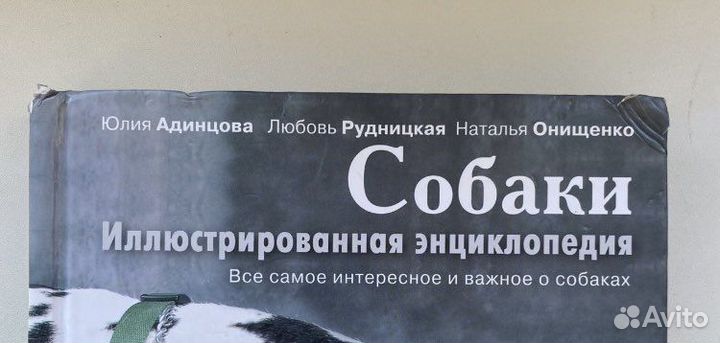 Юлия Адинцова Любовь Рудницкая Наталья Онищенко
Собаки
Иллюстрированная энциклопедия
Все самое интересное и важное о собаках
Avito